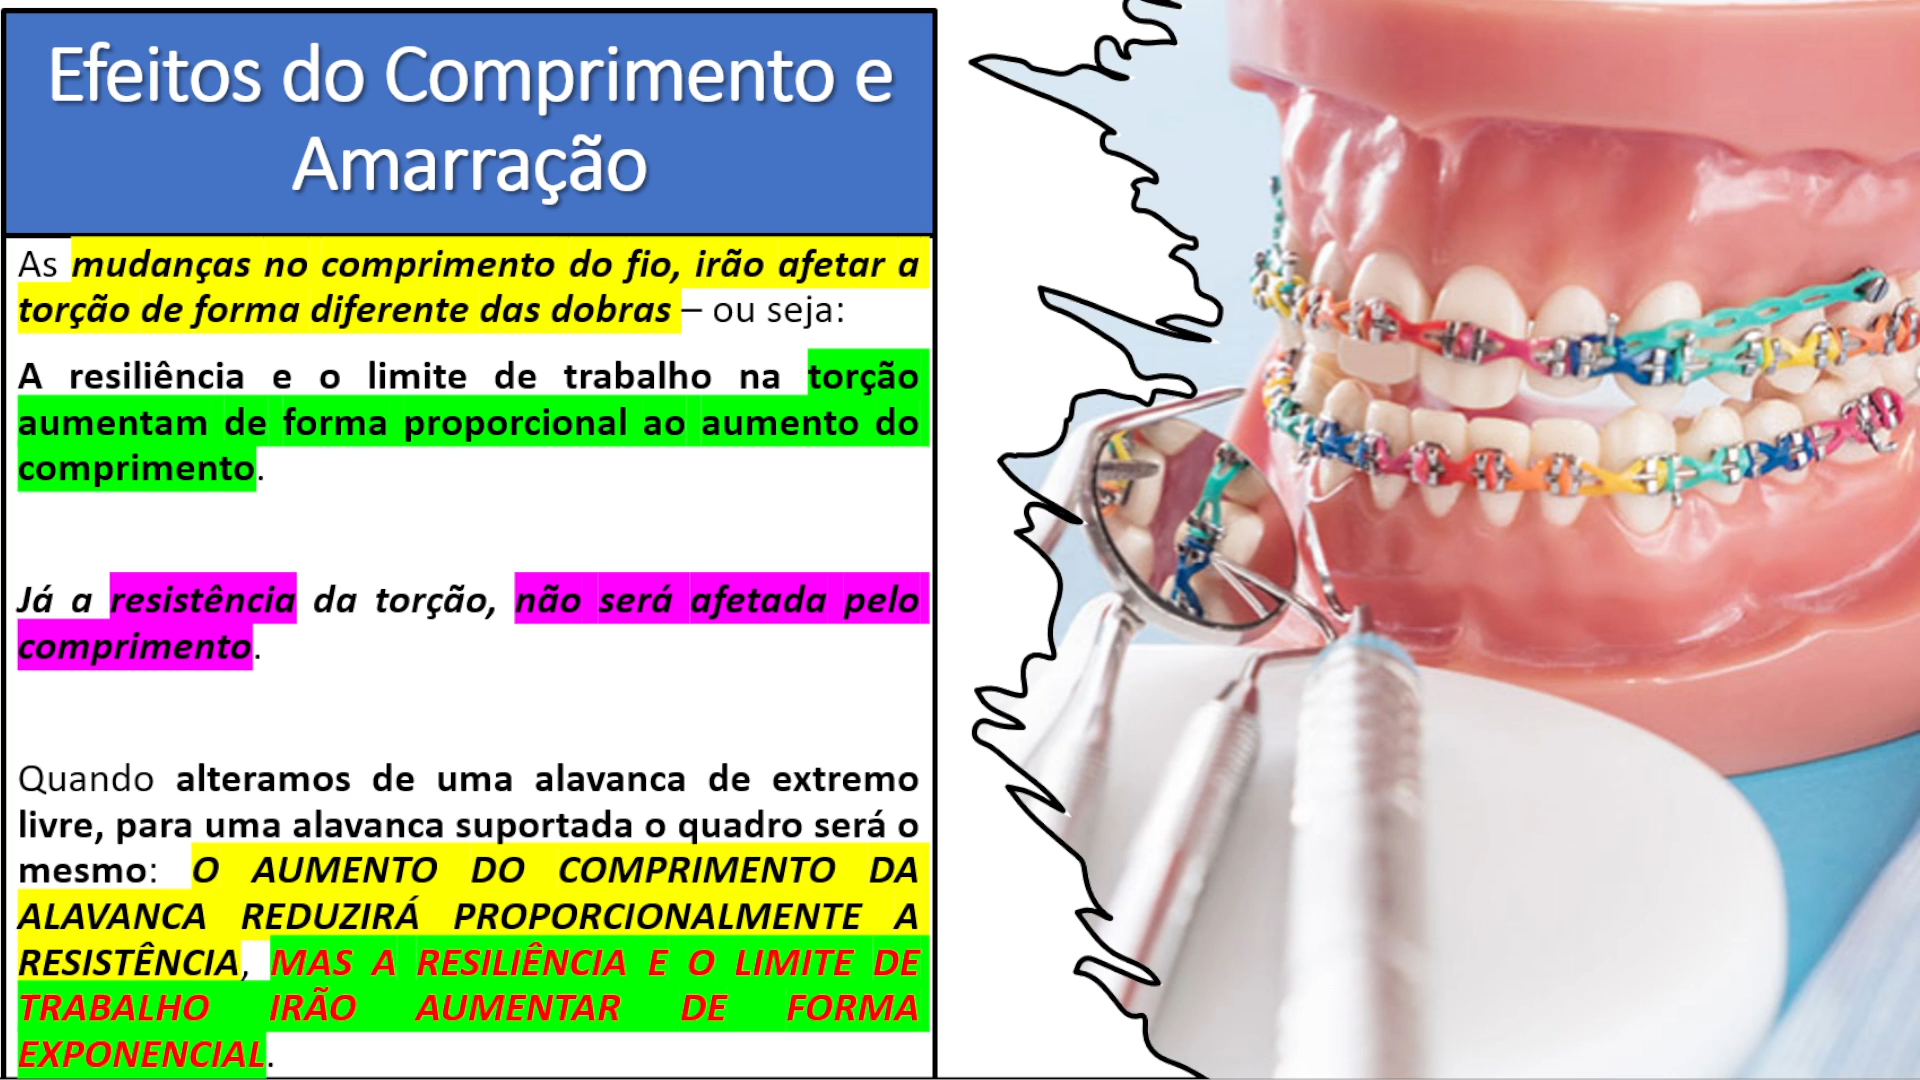 Efeitos do Comprimento e
Amarração
As mudanças no comprimento do fio, irão afetar a
torção de forma diferente das dobras – ou seja:
A resiliência e o limite de trabalho na torção
aumentam de forma proporcional ao aumento do
comprimento.
Já a resistência da torção, não será afetada pelo
comprimento.
Quando alteramos de uma alavanca de extremo
livre, para uma alavanca suportada o quadro será o
mesmo: O AUMENTO DO COMPRIMENTO DA
ALAVANCA REDUZIRÁ PROPORCIONALMENTE A
RESISTÊNCIA, MAS A RESILIÊNCIA E O LIMITE DE
TRABALHO IRÃO AUMENTAR DE FORMA
EXPONENCIAL.